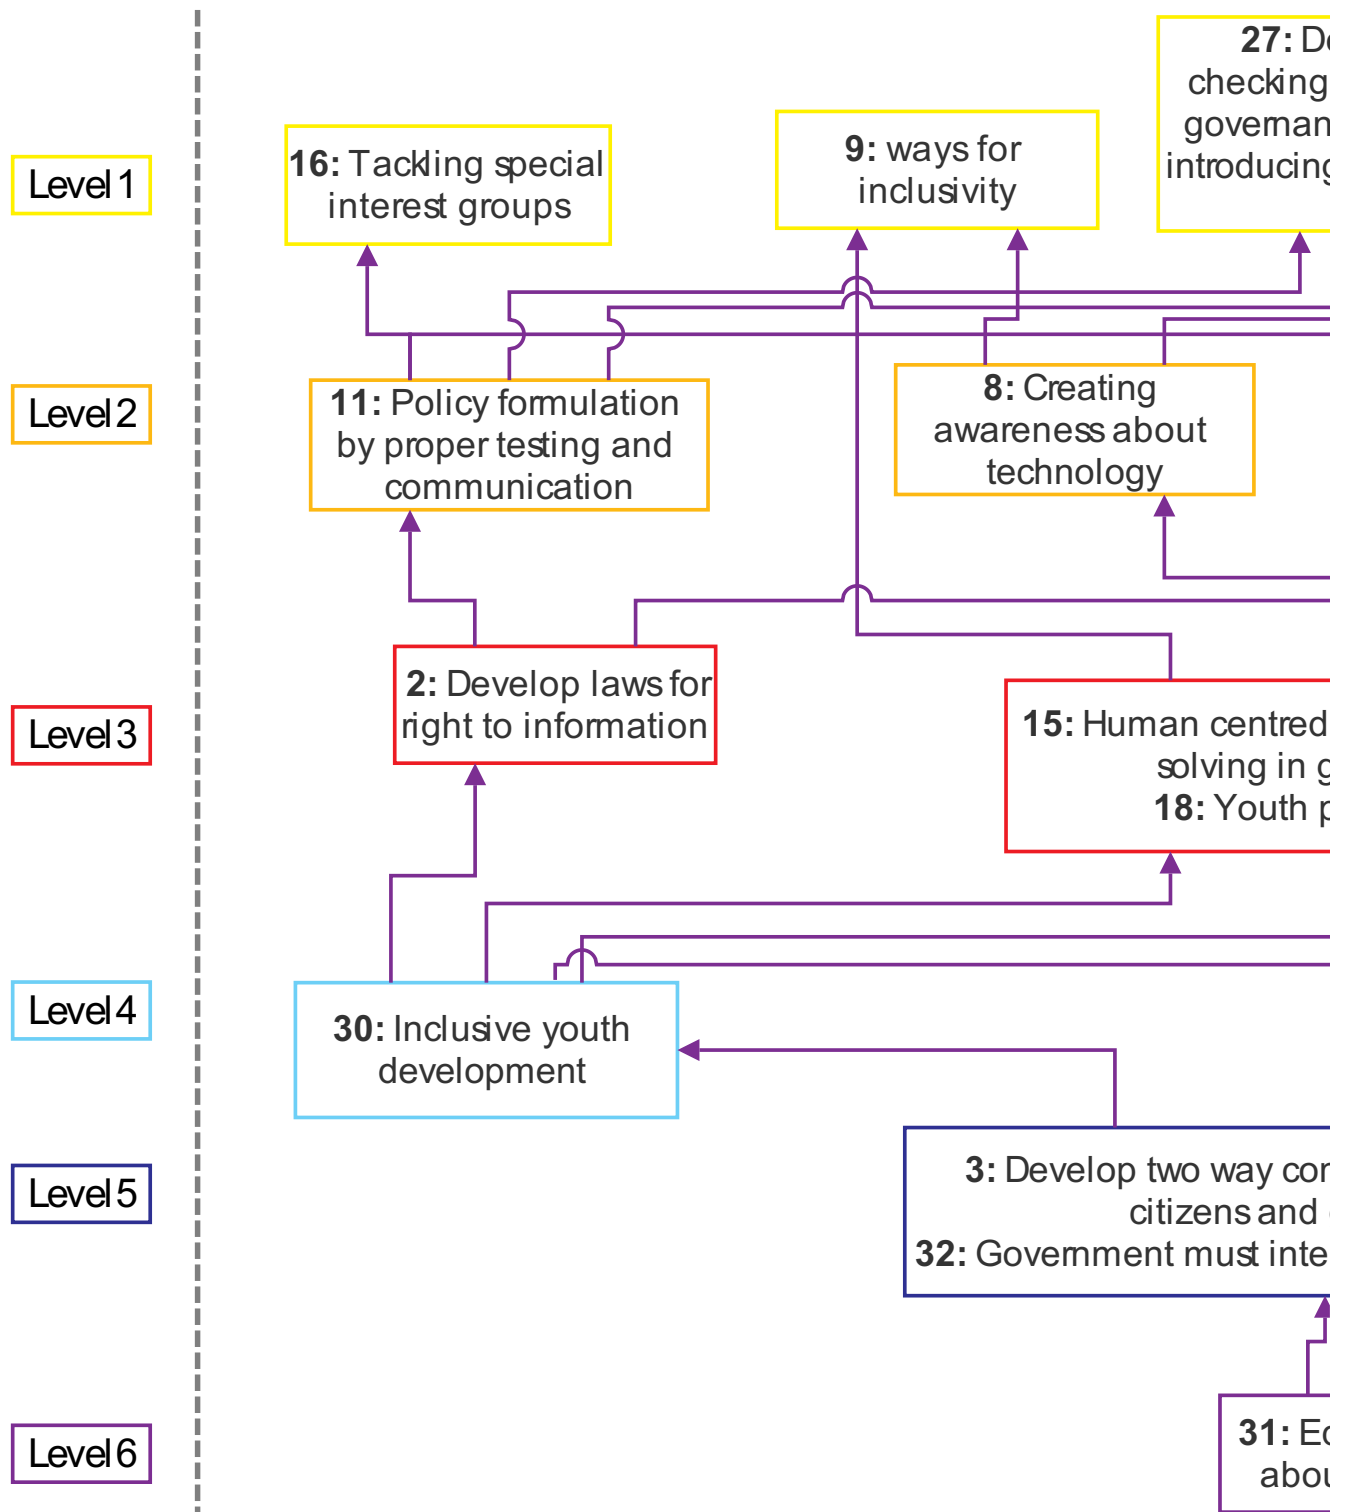 27:
checking
introducing
Level 1
16: Tackling special
interest groups
9: ways for
inclusivity
Level 2
11: Policy formulation
by proper testing and
communication
8: Creating
awareness about
technology
Level 3
2: Develop laws for
right to information
15: Human centred
solving in
18: Youth
Level 4
30: Inclusive youth
development
Level 5
3: Develop two way
citizens and
32: Government must
Level 6
31: